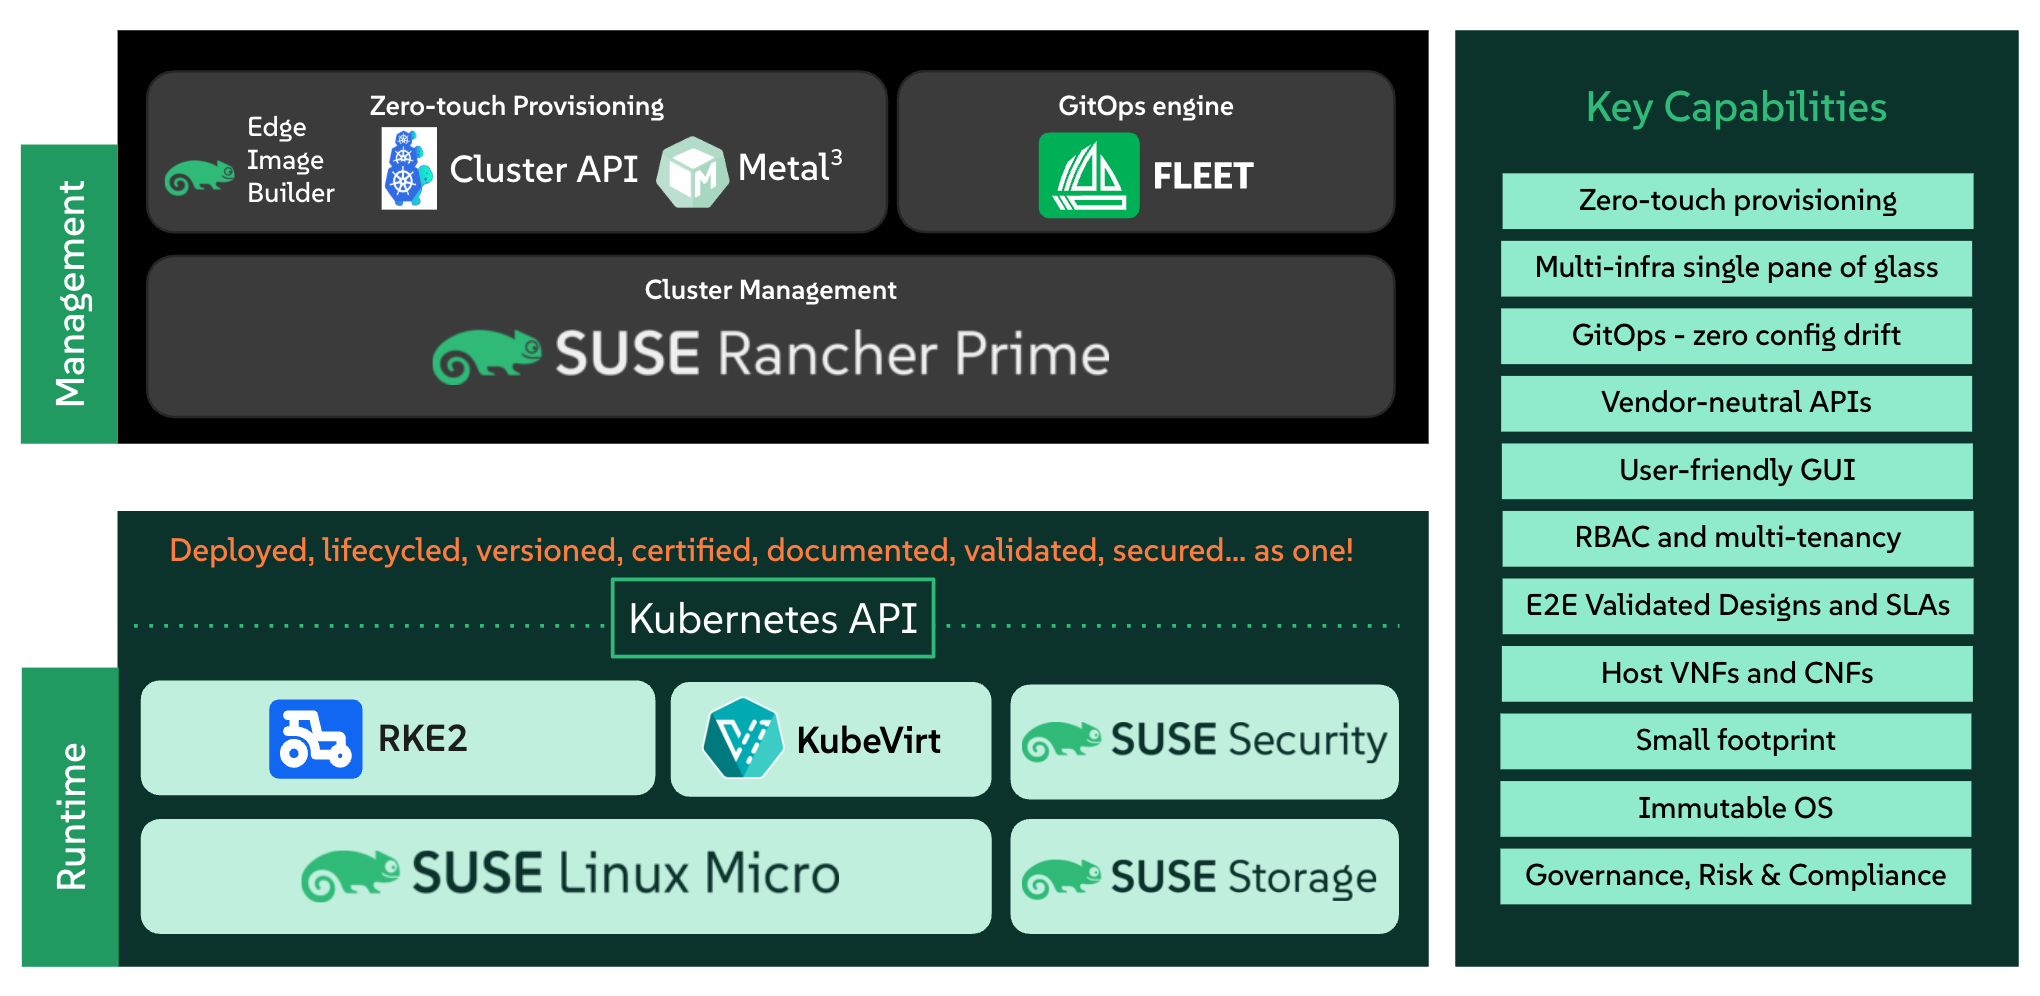 Management
Zero-touch Provisioning
Edge
Image
Builder
Cluster API
Metal³
GitOps engine
FLEET
Cluster Management
SUSE Rancher Prime
Runtime
Deployed, lifecycled, versioned, certified, documented, validated, secured... as one!
Kubernetes API
RKE2
KubeVirt
SUSE Security
SUSE Linux Micro
SUSE Storage
Key Capabilities
Zero-touch provisioning
Multi-infra single pane of glass
GitOps - zero config drift
Vendor-neutral APIs
User-friendly GUI
RBAC and multi-tenancy
E2E Validated Designs and SLAs
Host VNFs and CNFs
Small footprint
Immutable OS
Governance, Risk & Compliance